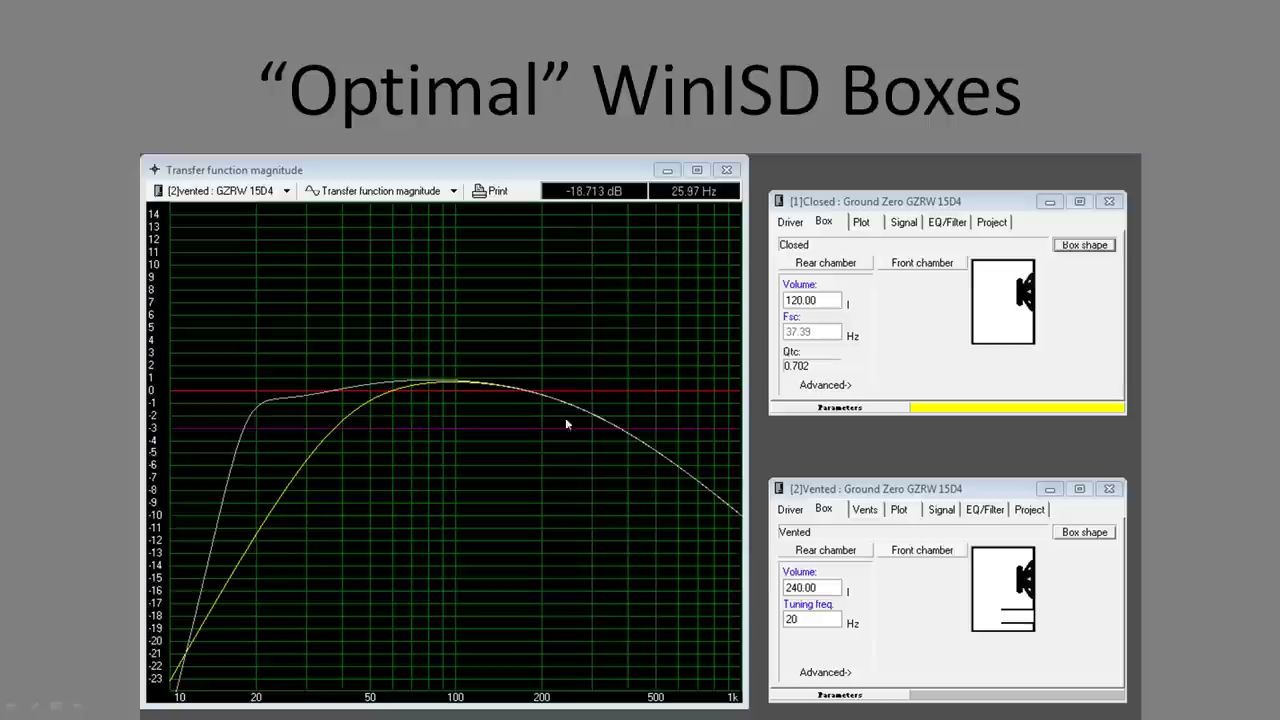 “Optimal” WinISD Boxes
Transfer function magnitude
[2]vented : GZRW 15D4 Transfer function magnitude Print -18.713 dB 25.97 Hz
14
13
12
11
10
9
8
7
6
5
4
3
2
1
0
-1
-2
-3
-4
-5
-6
-7
-8
-9
-10
-11
-12
-13
-14
-15
-16
-17
-18
-19
-20
-21
-22
-23
10 20 50 100 200 500 1k
[1]Closed : Ground Zero GZRW 15D4
Driver Box Plot Signal EQ/Filter Project
Closed Box shape
Rear chamber Front chamber
Volume:
120.00 l
Fsc:
37.39 Hz
Qtc:
0.702
Advanced->
Parameters
[2]Vented : Ground Zero GZRW 15D4
Driver Box Vents Plot Signal EQ/Filter Project
Vented Box shape
Rear chamber Front chamber
Volume:
240.00 l
Tuning freq.
20 Hz
Advanced->
Parameters